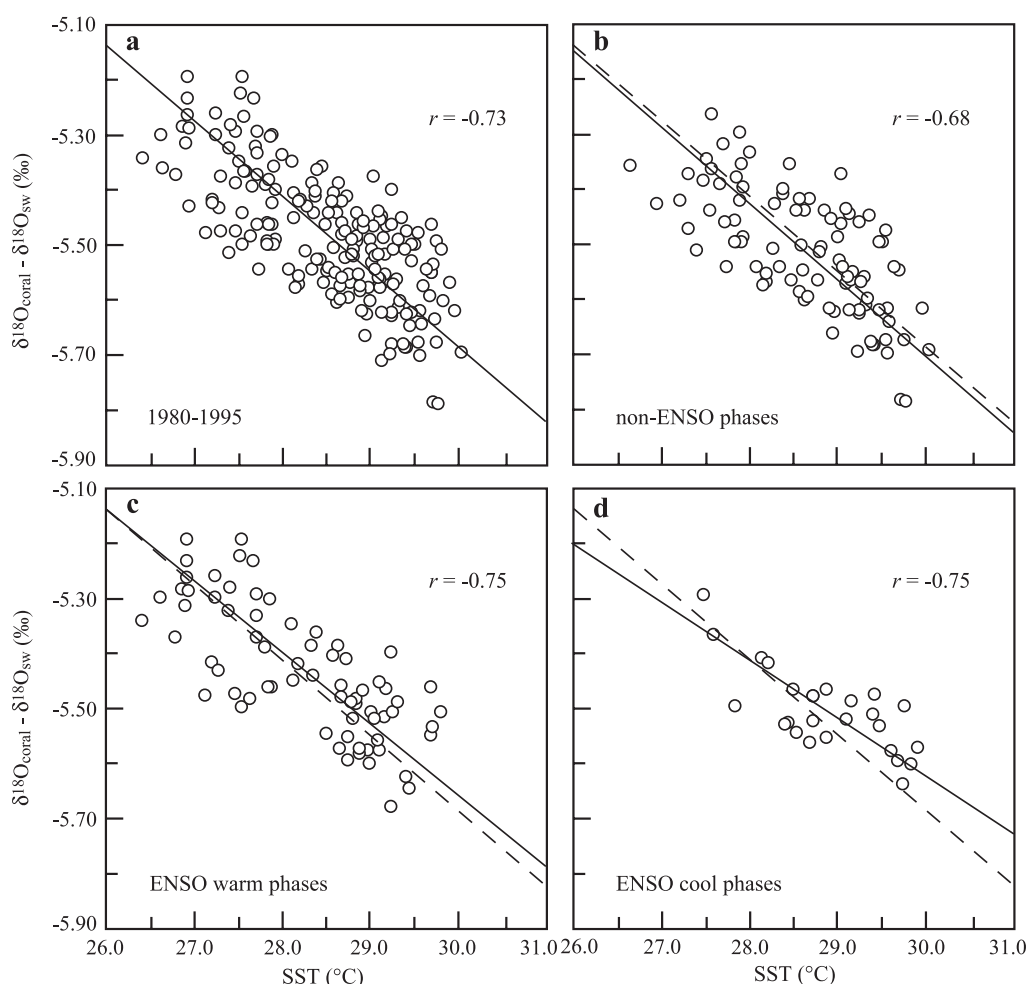 -5.10
a
b
-5.30
r = -0.73
r = -0.68
δ18Ocoral - δ18Osw (‰)
-5.50
-5.70
1980-1995
non-ENSO phases
-5.90
-5.10
c
d
-5.30
r = -0.75
r = -0.75
δ18Ocoral - δ18Osw (‰)
-5.50
-5.70
ENSO warm phases
ENSO cool phases
-5.90
26.0 27.0 28.0 29.0 30.0 31.0 27.0 28.0 29.0 30.0 31.0
SST (°C)
SST (°C)